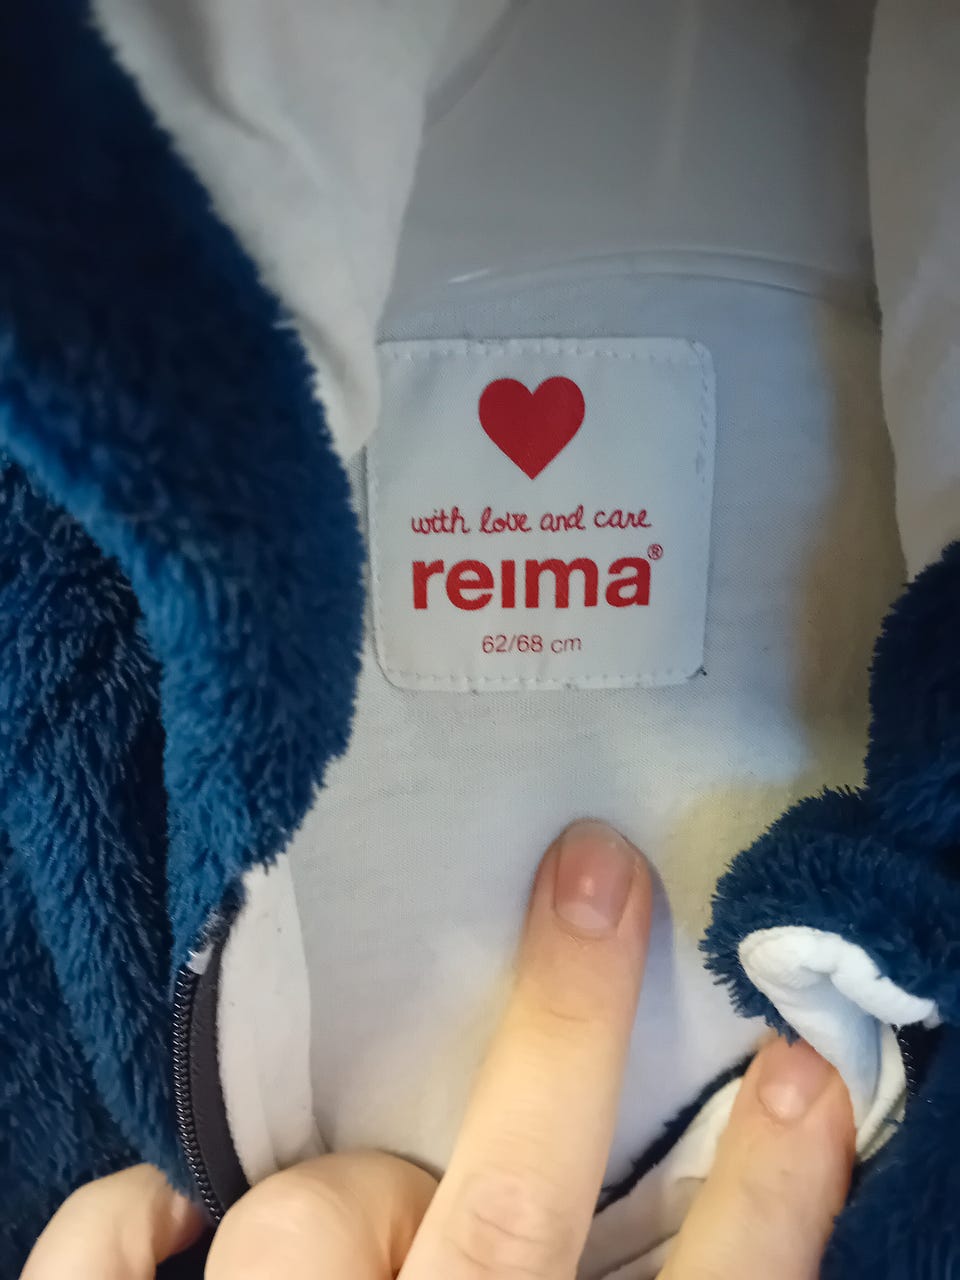 with love and care
reima®
62/68 cm